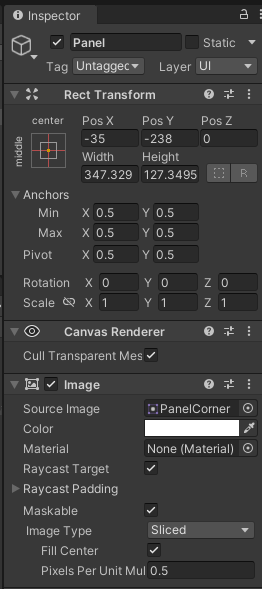 Inspector
Panel Static
Tag Untagged Layer UI
Rect Transform
center Pos X Pos Y Pos Z
middle -35 -238 0
Width Height
347.329 127.3495 R
Anchors
Min X 0.5 Y 0.5
Max X 0.5 Y 0.5
Pivot X 0.5 Y 0.5
Rotation X 0 Y 0 Z 0
Scale X 1 Y 1 Z 1
Canvas Renderer
Cull Transparent Mes
Image
Source Image PanelCorner
Color
Material None (Material)
Raycast Target
Raycast Padding
Maskable
Image Type Sliced
Fill Center
Pixels Per Unit Mul 0.5